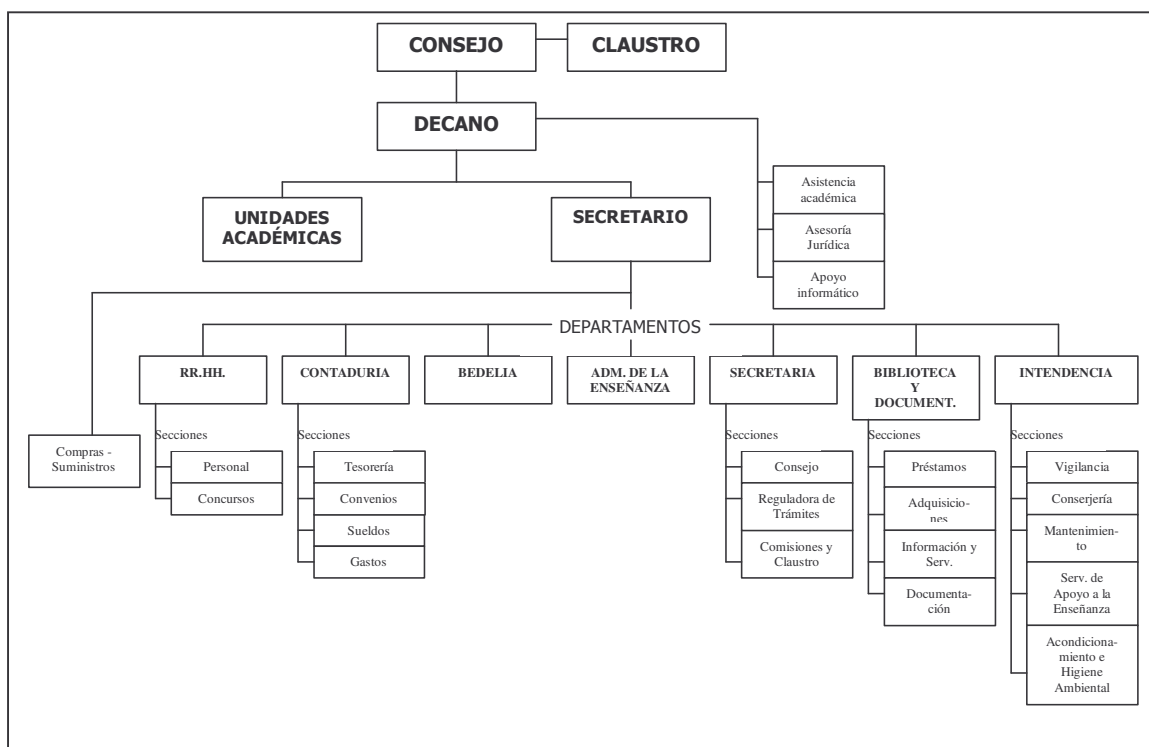 CONSEJO
CLAUSTRO
DECANO
Asistencia
académica
Asesoría
Jurídica
Apoyo
informático
UNIDADES
ACADÉMICAS
SECRETARIO
DEPARTAMENTOS
RR.HH.
CONTADURIA
BEDELIA
ADM. DE LA
ENSEÑANZA
SECRETARIA
BIBLIOTECA
Y
DOCUMENT.
INTENDENCIA
Compras -
Suministros
Secciones
Personal
Concursos
Secciones
Tesorería
Convenios
Sueldos
Gastos
Secciones
Consejo
Reguladora de
Trámites
Comisiones y
Claustro
Secciones
Préstamos
Adquisicio-
nes
Información y
Serv.
Documenta-
ción
Secciones
Vigilancia
Conserjería
Mantenimien-
to
Serv. de
Apoyo a la
Enseñanza
Acondiciona-
miento e
Higiene
Ambiental